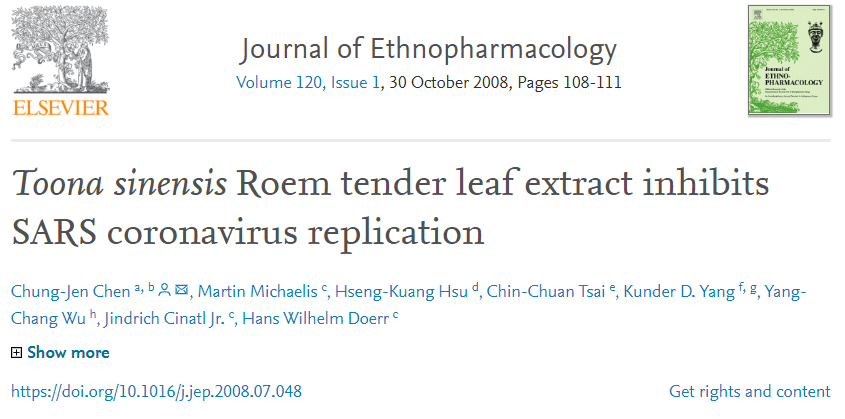 ELSEVIER
Journal of Ethnopharmacology
Volume 120, Issue 1, 30 October 2008, Pages 108-111
Journal of
ETHNO-
PHARMACOLOGY
Toona sinensis Roem tender leaf extract inhibits
SARS coronavirus replication
Chung-Jen Chen a, b, Martin Michaelis c, Hseng-Kuang Hsu d, Chin-Chuan Tsai e, Kunder D. Yang f, g, Yang-
Chang Wu h, Jindrich Cinatl Jr. c, Hans Wilhelm Doerr c
Show more
https://doi.org/10.1016/j.jep.2008.07.048
Get rights and content